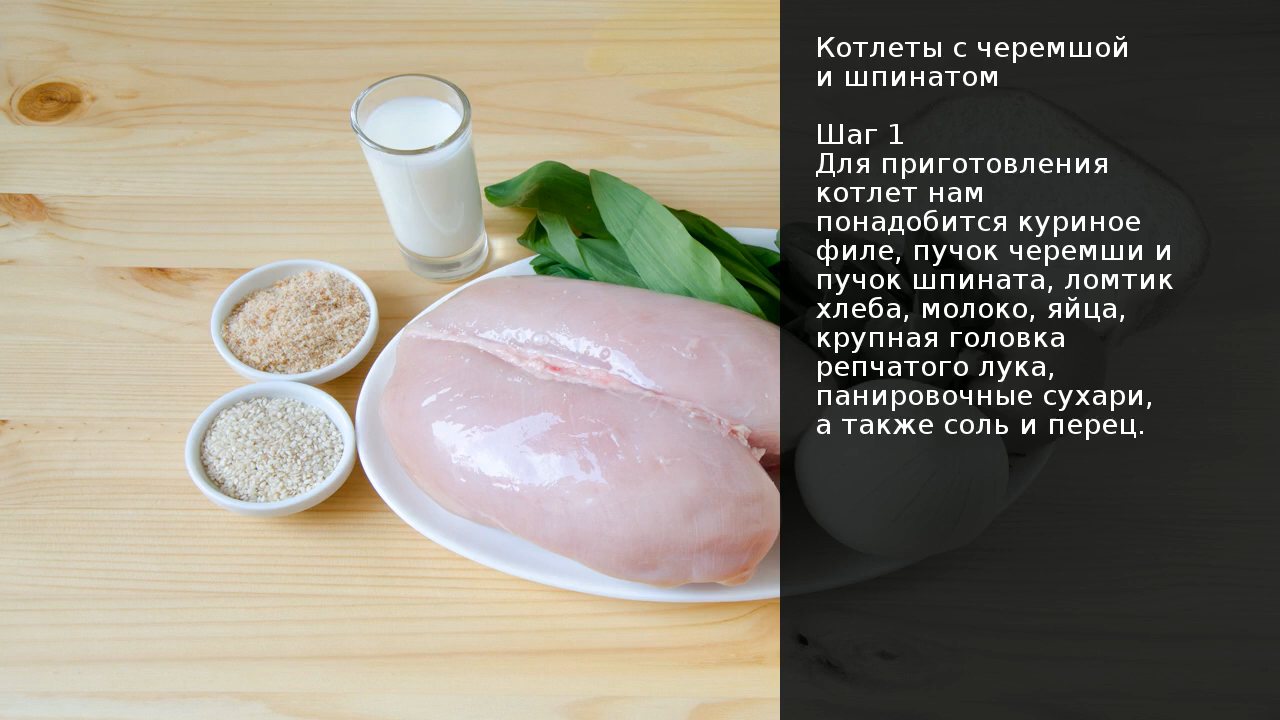 Котлеты с черемшой
и шпинатом
Шаг 1
Для приготовления
котлет нам
понадобится куриное
филе, пучок черемши и
пучок шпината, ломтик
хлеба, молоко, яйца,
крупная головка
репчатого лука,
панировочные сухари,
а также соль и перец.